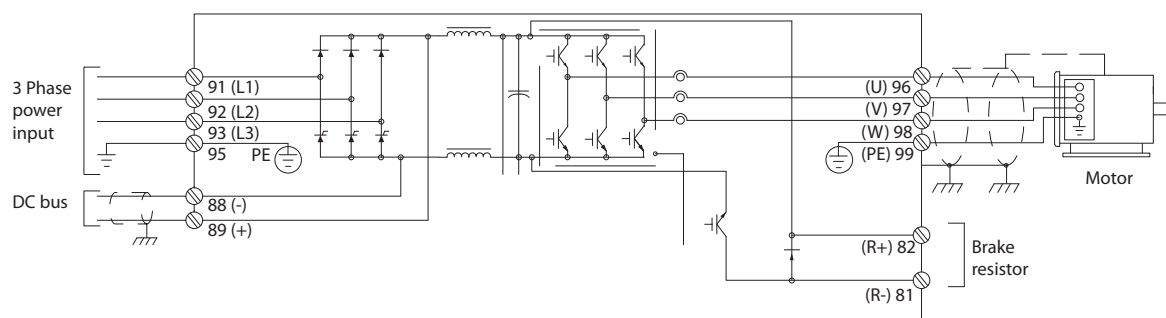 3 Phase
power
input
91 (L1)
92 (L2)
93 (L3)
95
PE
DC bus
88 (-)
89 (+)
(U) 96
(V) 97
(W) 98
(PE) 99
Motor
(R+) 82
(R-) 81
Brake
resistor